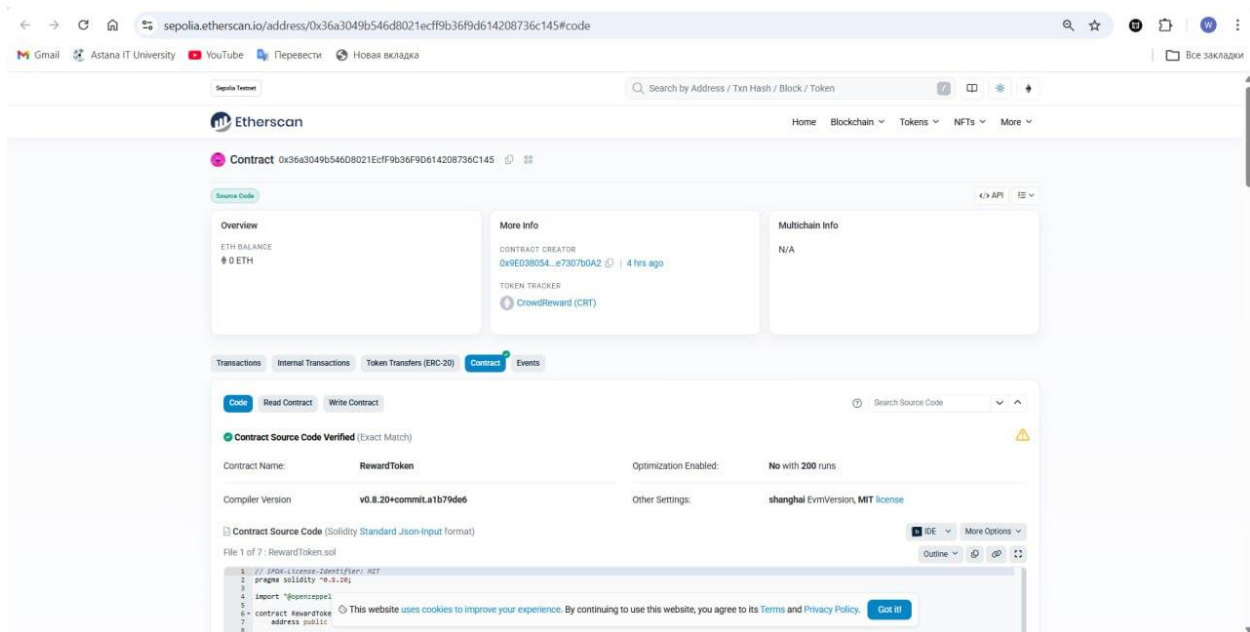 sepolia.etherscan.io/address/0x36a3049b546d8021ecff9b36f9d614208736c145#code
W
Gmail Astana IT University YouTube Перевести Новая вкладка Все закладки
Sepolia Testnet Search by Address / Txn Hash / Block / Token /
Etherscan Home Blockchain Tokens NFTs More
Contract 0x36a3049b546D8021EcfF9b36F9D614208736C145
Source Code </> API
Overview More Info Multichain Info
ETH BALANCE CONTRACT CREATOR N/A
0 ETH 0x9E038054...e7307b0A2 | 4 hrs ago
TOKEN TRACKER
CrowdReward (CRT)
Transactions Internal Transactions Token Transfers (ERC-20) Contract Events
Code Read Contract Write Contract Search Source Code
Contract Source Code Verified (Exact Match)
Contract Name: RewardToken Optimization Enabled: No with 200 runs
Compiler Version v0.8.20+commit.a1b79de6 Other Settings: shanghai EvmVersion, MIT license
Contract Source Code (Solidity Standard Json-Input format) IDE More Options
File 1 of 7 : RewardToken.sol Outline
1 // SPDX-License-Identifier: MIT
2 pragma solidity ^0.8.20;
3
4 import "@openzeppel
5
6 contract RewardToke
7 address public
8
This website uses cookies to improve your experience. By continuing to use this website, you agree to its Terms and Privacy Policy. Got it!